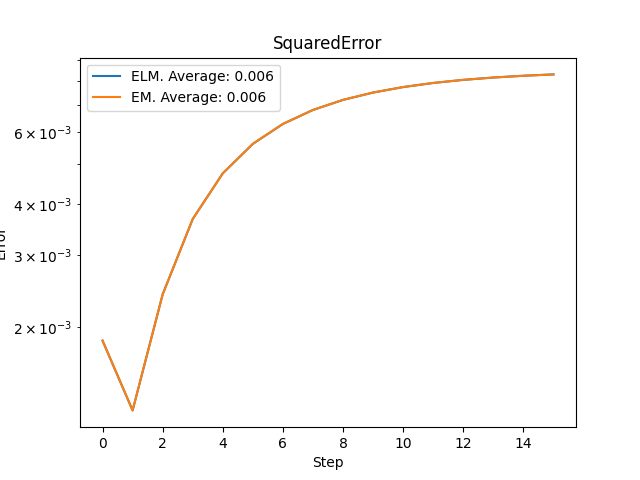 SquaredError
ELM. Average: 0.006
EM. Average: 0.006
6 × 10⁻³
4 × 10⁻³
3 × 10⁻³
2 × 10⁻³
Error
0 2 4 6 8 10 12 14
Step